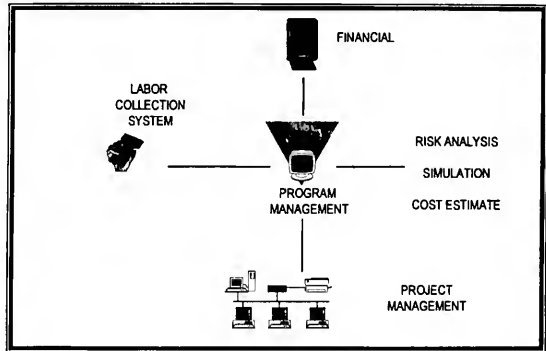 FINANCIAL
LABOR
COLLECTION
SYSTEM
RISK ANALYSIS
SIMULATION
COST ESTIMATE
PROGRAM
MANAGEMENT
PROJECT
MANAGEMENT